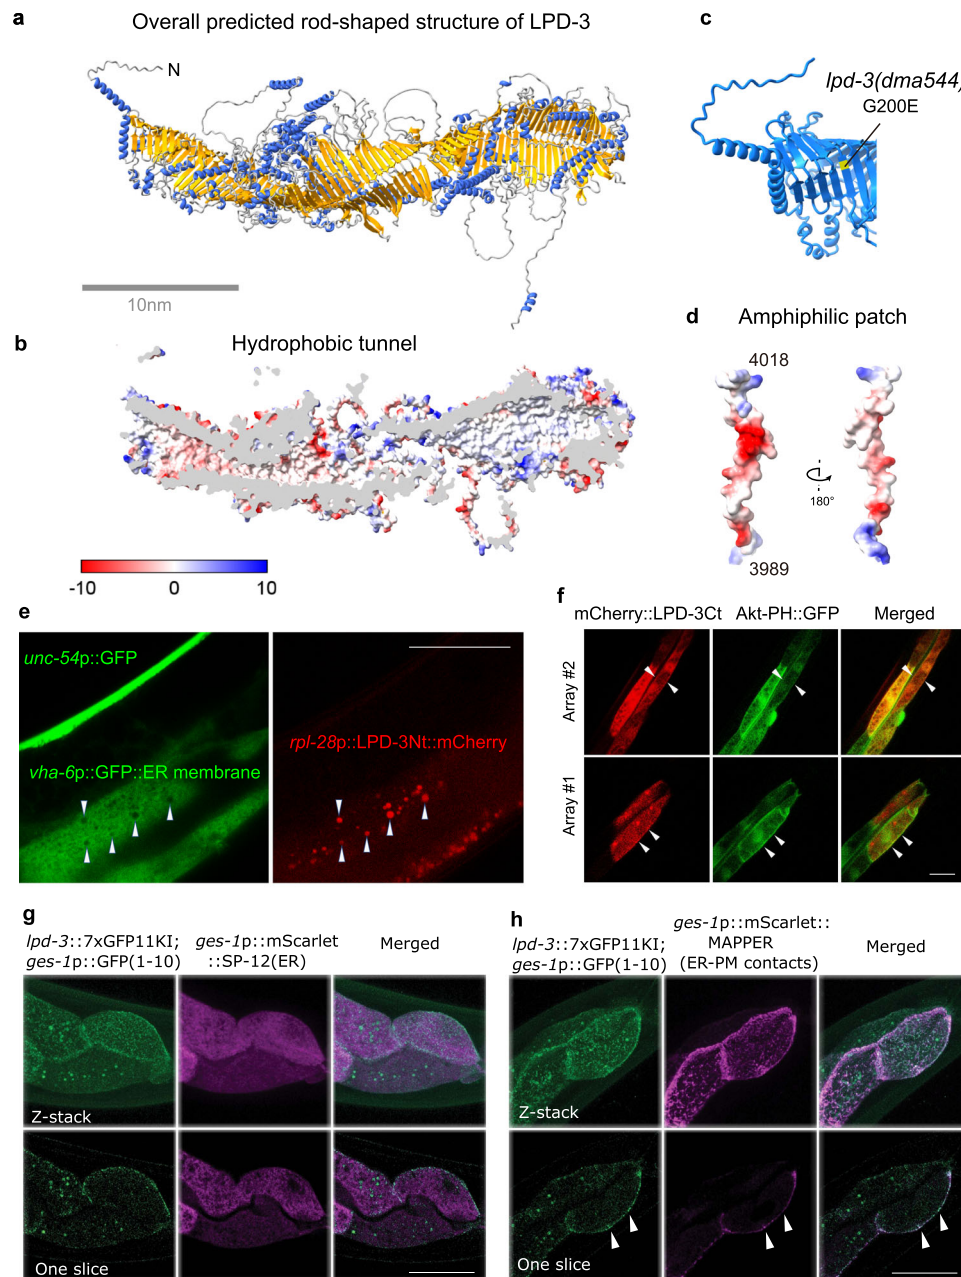 a
Overall predicted rod-shaped structure of LPD-3
N
10nm
b
Hydrophobic tunnel
-10
0
10
c
lpd-3(dma544)
G200E
d
Amphiphilic patch
4018
180°
3989
e
unc-54p::GFP
vha-6p::GFP::ER membrane
rpl-28p::LPD-3Nt::mCherry
f
mCherry::LPD-3Ct
Akt-PH::GFP
Merged
Array #2
Array #1
g
lpd-3::7xGFP11KI;
ges-1p::GFP(1-10)
ges-1p::mScarlet
::SP-12(ER)
Merged
Z-stack
One slice
h
lpd-3::7xGFP11KI;
ges-1p::GFP(1-10)
ges-1p::mScarlet::
MAPPER
(ER-PM contacts)
Merged
Z-stack
One slice